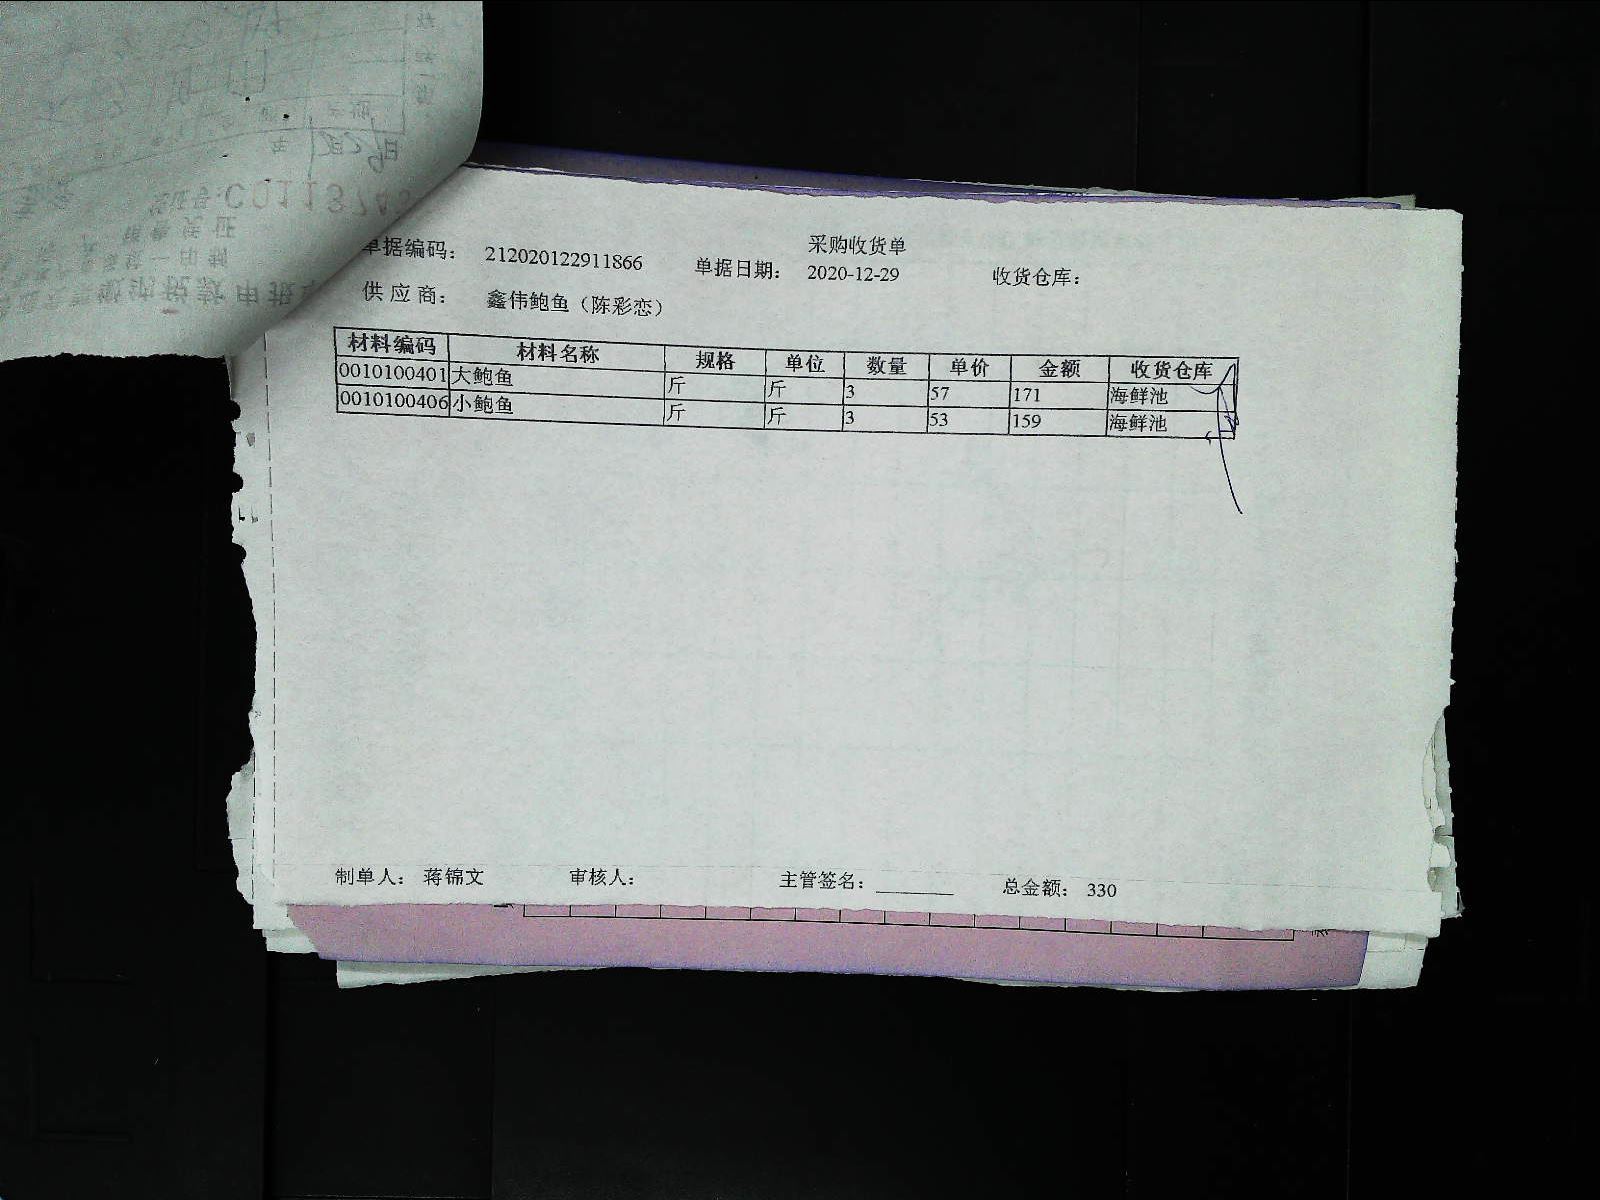 采购收货单
单据编码： 212020122911866 单据日期： 2020-12-29 收货仓库：
供应商： 鑫伟鲍鱼（陈彩恋）
材料编码 材料名称 规格 单位 数量 单价 金额 收货仓库
0010100401 大鲍鱼 斤 斤 3 57 171 海鲜池
0010100406 小鲍鱼 斤 斤 3 53 159 海鲜池
制单人： 蒋锦文 审核人： 主管签名： 总金额： 330